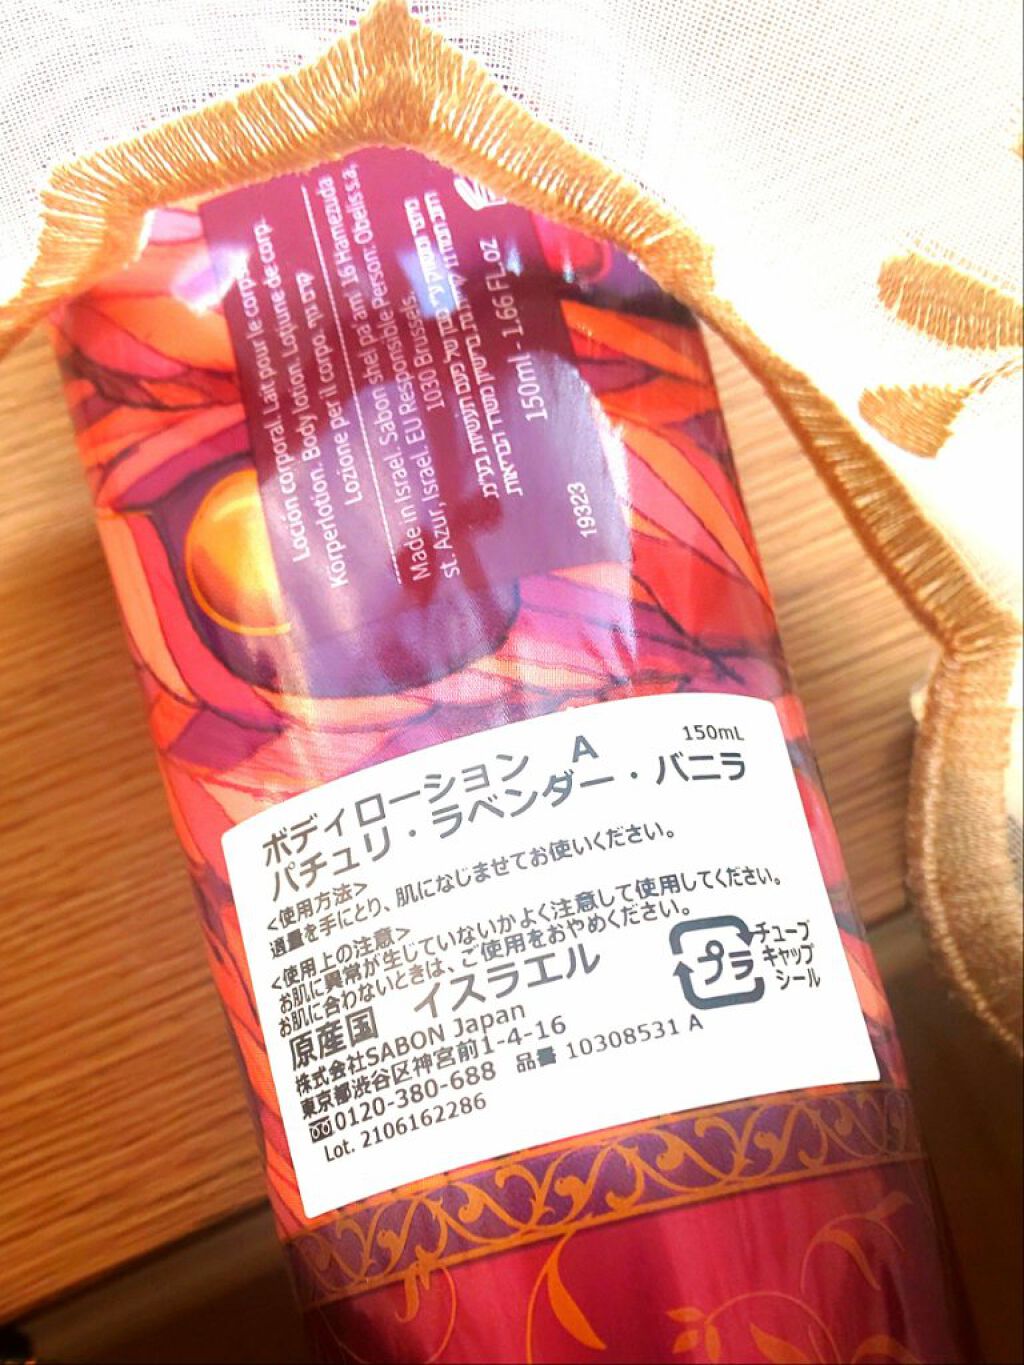 Loción corporal. Lait pour le corps.
Körperlotion. Body lotion. Loțiune de corp.
Lozione per il corpo. קרם גוף
Made in Israel. Sabon shel pa'am. 16 Hamezuda
st. Azur, Israel. EU Responsible Person: Obelis s.a,
1030 Brussels.
150ml - 1.66 FL.OZ
19323
ボディローション A 150mL
パチュリ・ラベンダー・バニラ
<使用方法>
適量を手にとり、肌になじませてお使いください。
<使用上の注意>
お肌に異常が生じていないかよく注意して使用してください。
お肌に合わないときは、ご使用をおやめください。
原産国 イスラエル
プラ
チューブ
キャップ
シール
株式会社SABON Japan
東京都渋谷区神宮前1-4-16
0120-380-688 品番 10308531 A
Lot. 2106162286